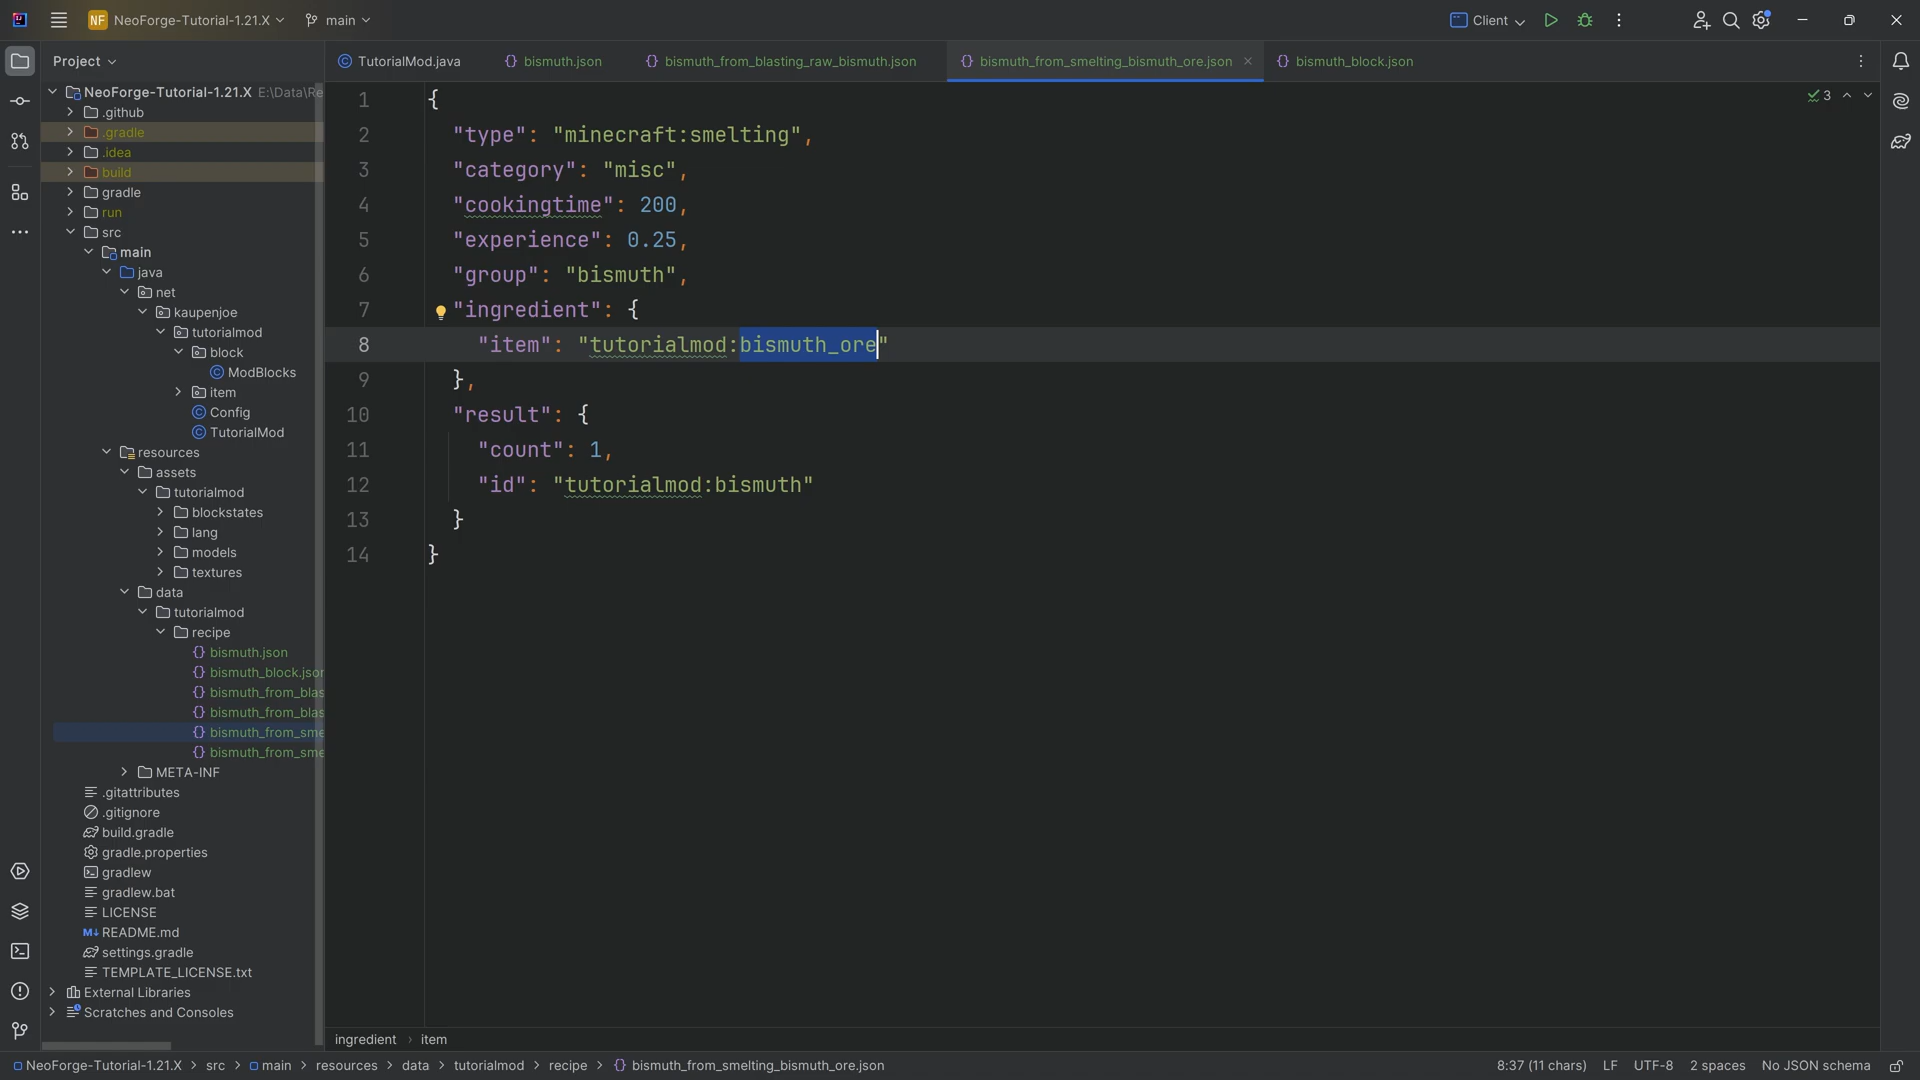 NF NeoForge-Tutorial-1.21.X main Client
Project
TutorialMod.java bismuth.json bismuth_from_blasting_raw_bismuth.json bismuth_from_smelting_bismuth_ore.json bismuth_block.json
NeoForge-Tutorial-1.21.X E:\Data\Re
.github
.gradle
.idea
build
gradle
run
src
main
java
net
kaupenjoe
tutorialmod
block
ModBlocks
item
Config
TutorialMod
resources
assets
tutorialmod
blockstates
lang
models
textures
data
tutorialmod
recipe
bismuth.json
bismuth_block.json
bismuth_from_blas
bismuth_from_blas
bismuth_from_sme
bismuth_from_sme
META-INF
.gitattributes
.gitignore
build.gradle
gradle.properties
gradlew
gradlew.bat
LICENSE
README.md
settings.gradle
TEMPLATE_LICENSE.txt
External Libraries
Scratches and Consoles
3
1 {
2 "type": "minecraft:smelting",
3 "category": "misc",
4 "cookingtime": 200,
5 "experience": 0.25,
6 "group": "bismuth",
7 "ingredient": {
8 "item": "tutorialmod:bismuth_ore"
9 },
10 "result": {
11 "count": 1,
12 "id": "tutorialmod:bismuth"
13 }
14 }
ingredient › item
NeoForge-Tutorial-1.21.X › src › main › resources › data › tutorialmod › recipe › bismuth_from_smelting_bismuth_ore.json 8:37 (11 chars) LF UTF-8 2 spaces No JSON schema